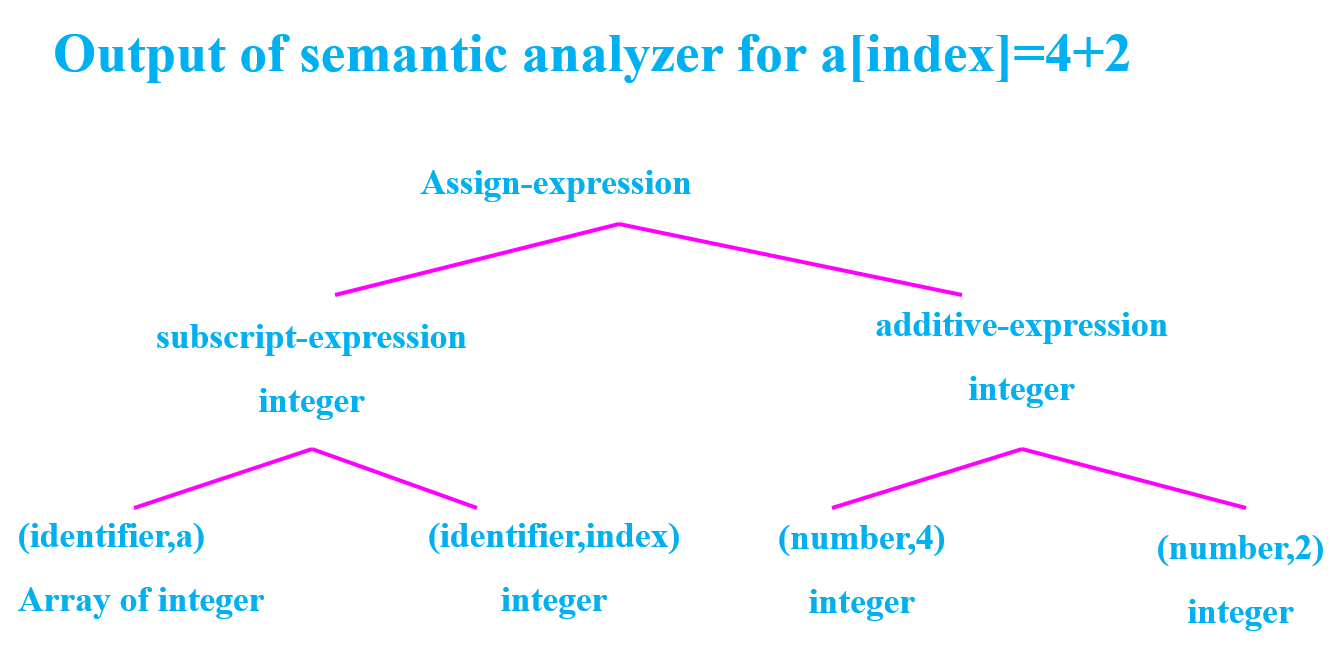 Output of semantic analyzer for a[index]=4+2
Assign-expression
subscript-expression
integer
additive-expression
integer
(identifier,a)
Array of integer
(identifier,index)
integer
(number,4)
integer
(number,2)
integer